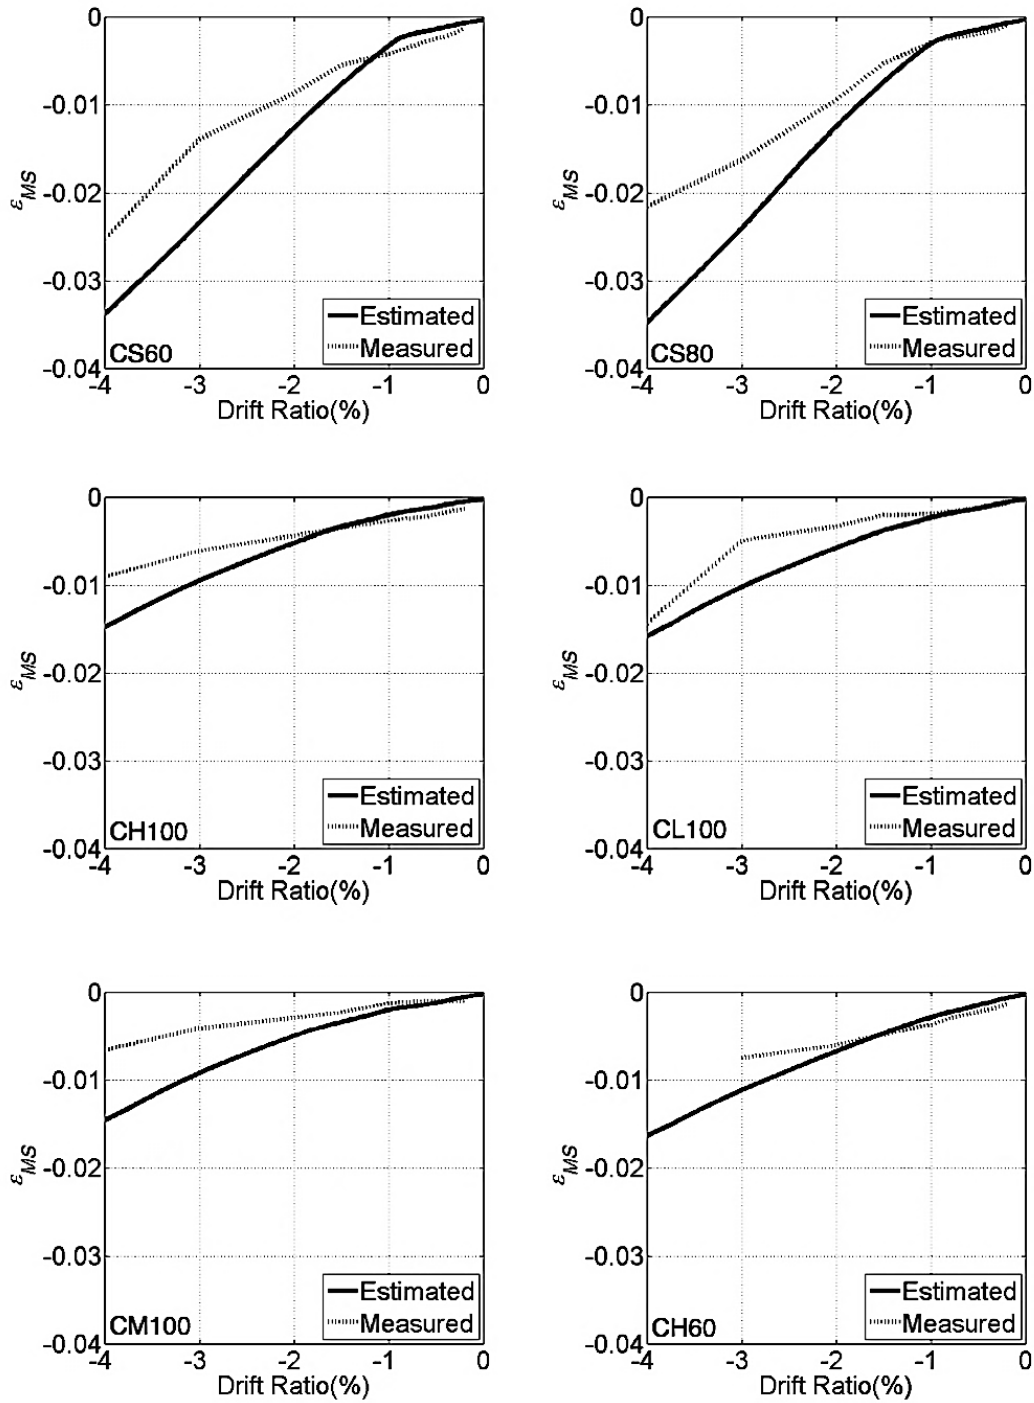 0
-0.01
-0.02
-0.03
-0.04
ε_MS
Estimated
Measured
CS60
-4 -3 -2 -1 0
Drift Ratio(%)
0
-0.01
-0.02
-0.03
-0.04
ε_MS
Estimated
Measured
CS80
-4 -3 -2 -1 0
Drift Ratio(%)
0
-0.01
-0.02
-0.03
-0.04
ε_MS
Estimated
Measured
CH100
-4 -3 -2 -1 0
Drift Ratio(%)
0
-0.01
-0.02
-0.03
-0.04
ε_MS
Estimated
Measured
CL100
-4 -3 -2 -1 0
Drift Ratio(%)
0
-0.01
-0.02
-0.03
-0.04
ε_MS
Estimated
Measured
CM100
-4 -3 -2 -1 0
Drift Ratio(%)
0
-0.01
-0.02
-0.03
-0.04
ε_MS
Estimated
Measured
CH60
-4 -3 -2 -1 0
Drift Ratio(%)